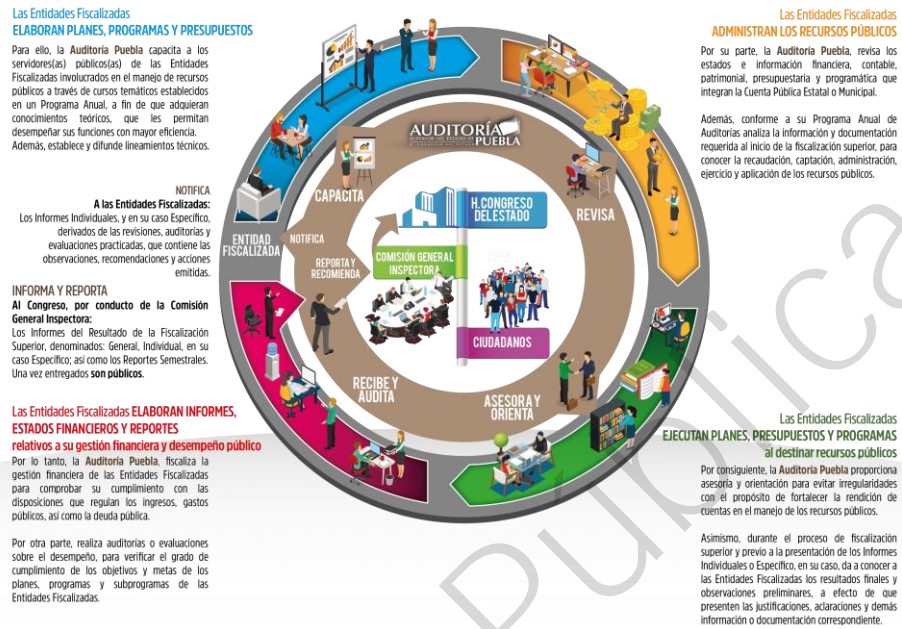 Las Entidades Fiscalizadas
ELABORAN PLANES, PROGRAMAS Y PRESUPUESTOS
Para ello, la Auditoría Puebla capacita a los
servidores(as) públicos(as) de las Entidades
Fiscalizadas involucrados en el manejo de recursos
públicos a través de cursos temáticos establecidos
en un Programa Anual, a fin de que adquieran
conocimientos teóricos, que les permitan
desempeñar sus funciones con mayor eficiencia.
Además, establece y difunde lineamientos técnicos.
NOTIFICA
A las Entidades Fiscalizadas:
Los Informes Individuales, y en su caso Específico,
derivados de las revisiones, auditorías y
evaluaciones practicadas, que contiene las
observaciones, recomendaciones y acciones
emitidas.
INFORMA Y REPORTA
Al Congreso, por conducto de la Comisión
General Inspectora:
Los Informes del Resultado de la Fiscalización
Superior, denominados: General, Individual, en su
caso Específico; así como los Reportes Semestrales.
Una vez entregados son públicos.
Las Entidades Fiscalizadas ELABORAN INFORMES,
ESTADOS FINANCIEROS Y REPORTES
relativos a su gestión financiera y desempeño público
Por lo tanto, la Auditoría Puebla, fiscaliza la
gestión financiera de las Entidades Fiscalizadas
para comprobar su cumplimiento con las
disposiciones que regulan los ingresos, gastos
públicos, así como la deuda pública.
Por otra parte, realiza auditorías o evaluaciones
sobre el desempeño, para verificar el grado de
cumplimiento de los objetivos y metas de los
planes, programas y subprogramas de las
Entidades Fiscalizadas.
AUDITORÍA
PUEBLA
CAPACITA
REVISA
H. CONGRESO
DEL ESTADO
ENTIDAD
FISCALIZADA
NOTIFICA
REPORTA Y
RECOMIENDA
COMISIÓN GENERAL
INSPECTORA
CIUDADANOS
RECIBE Y
AUDITA
ASESORA Y
ORIENTA
Las Entidades Fiscalizadas
ADMINISTRAN LOS RECURSOS PÚBLICOS
Por su parte, la Auditoría Puebla, revisa los
estados e información financiera, contable,
patrimonial, presupuestaria y programática que
integran la Cuenta Pública Estatal o Municipal.
Además, conforme a su Programa Anual de
Auditorías analiza la información y documentación
requerida al inicio de la fiscalización superior, para
conocer la recaudación, captación, administración,
ejercicio y aplicación de los recursos públicos.
Las Entidades Fiscalizadas
EJECUTAN PLANES, PRESUPUESTOS Y PROGRAMAS
al destinar recursos públicos
Por consiguiente, la Auditoría Puebla proporciona
asesoría y orientación para evitar irregularidades
con el propósito de fortalecer la rendición de
cuentas en el manejo de los recursos públicos.
Asimismo, durante el proceso de fiscalización
superior y previo a la presentación de los Informes
Individuales o Específico, en su caso, da a conocer a
las Entidades Fiscalizadas los resultados finales y
observaciones preliminares, a efecto de que
presenten las justificaciones, aclaraciones y demás
información o documentación correspondiente.
Pública